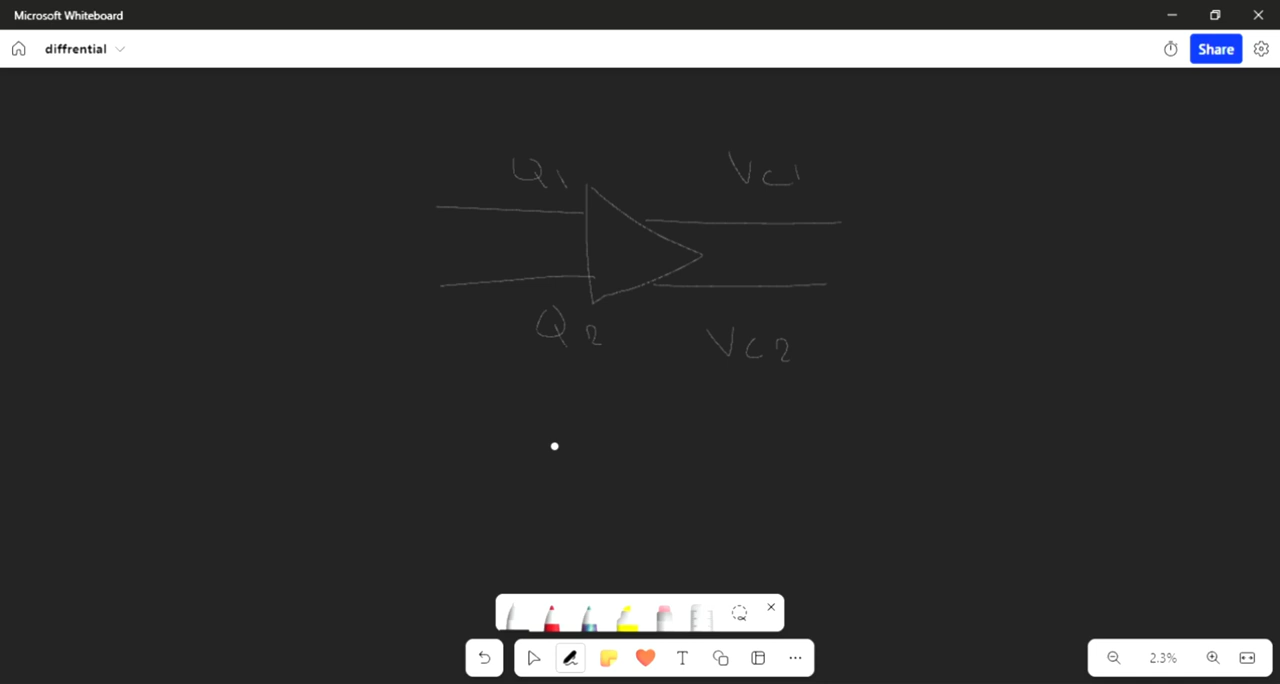 Microsoft Whiteboard
diffrential
Share
Q1
VC1
Q2
VC2
2.3%